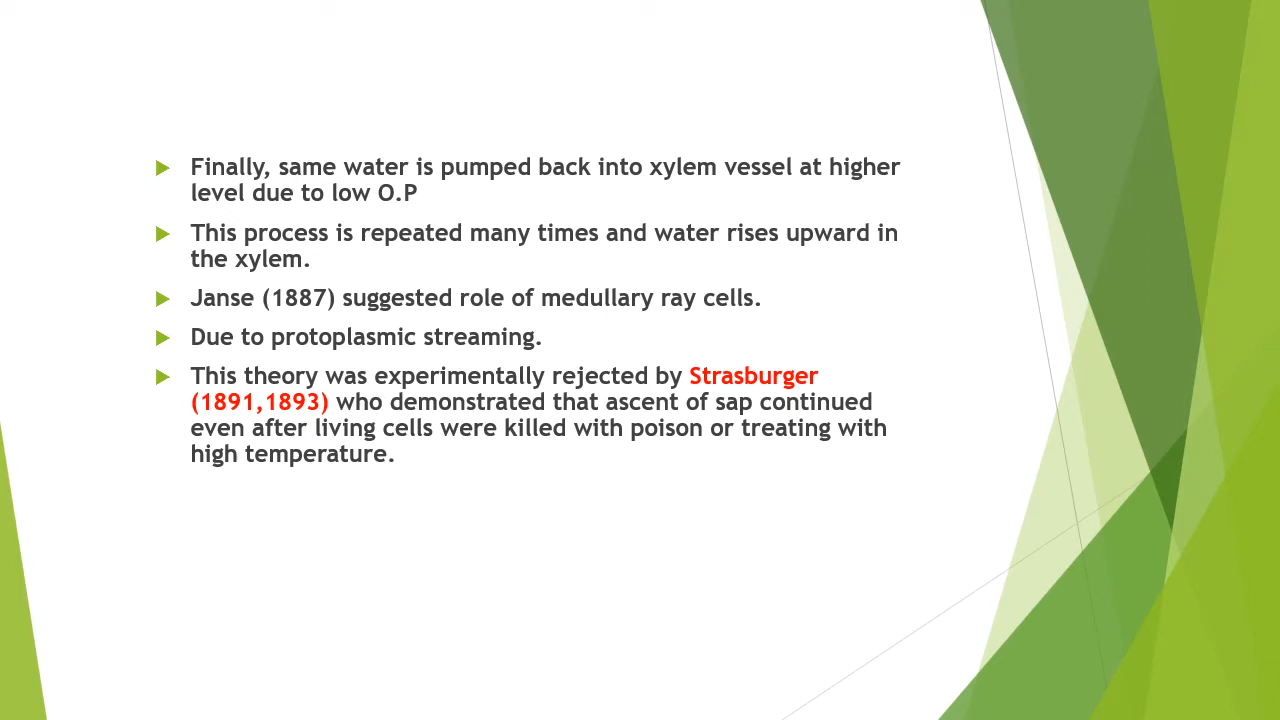 Finally, same water is pumped back into xylem vessel at higher
level due to low O.P
This process is repeated many times and water rises upward in
the xylem.
Janse (1887) suggested role of medullary ray cells.
Due to protoplasmic streaming.
This theory was experimentally rejected by Strasburger
(1891,1893) who demonstrated that ascent of sap continued
even after living cells were killed with poison or treating with
high temperature.